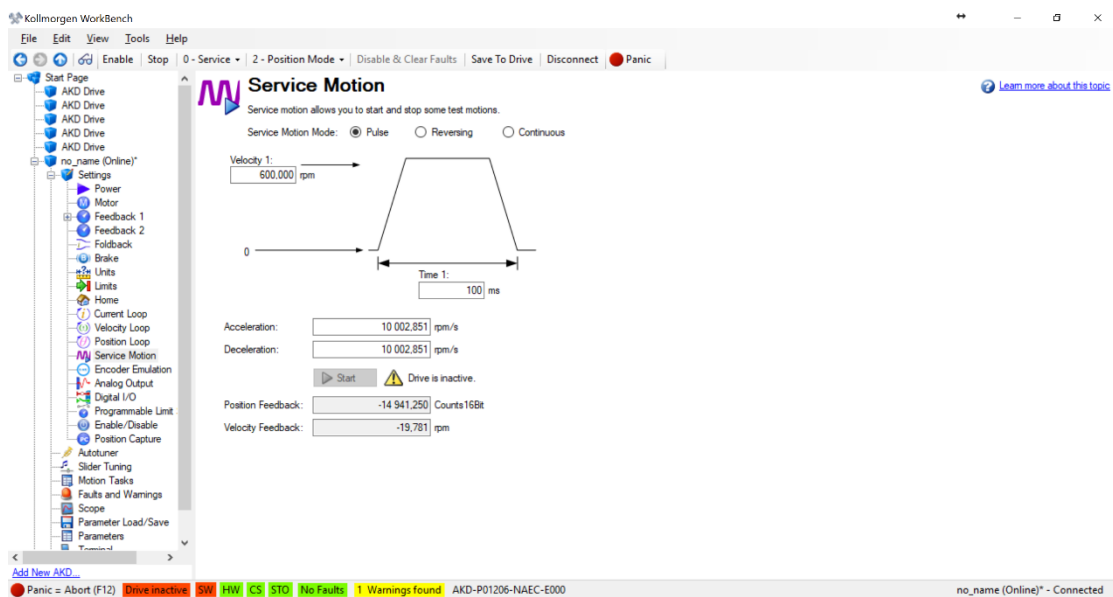 Kollmorgen WorkBench
File Edit View Tools Help
Enable Stop 0 - Service 2 - Position Mode Disable & Clear Faults Save To Drive Disconnect Panic
Start Page
AKD Drive
AKD Drive
AKD Drive
AKD Drive
AKD Drive
no_name (Online)*
Settings
Power
Motor
Feedback 1
Feedback 2
Foldback
Brake
Units
Limits
Home
Current Loop
Velocity Loop
Position Loop
Service Motion
Encoder Emulation
Analog Output
Digital I/O
Programmable Limit
Enable/Disable
Position Capture
Autotuner
Slider Tuning
Motion Tasks
Faults and Warnings
Scope
Parameter Load/Save
Parameters
Terminal
Add New AKD...
Service Motion
Learn more about this topic
Service motion allows you to start and stop some test motions.
Service Motion Mode: Pulse Reversing Continuous
Velocity 1:
600,000 rpm
0
Time 1:
100 ms
Acceleration: 10 002,851 rpm/s
Deceleration: 10 002,851 rpm/s
Start Drive is inactive.
Position Feedback: -14 941,250 Counts16Bit
Velocity Feedback: -19,781 rpm
Panic = Abort (F12) Drive inactive SW HW CS STO No Faults 1 Warnings found AKD-P01206-NAEC-E000 no_name (Online)* - Connected